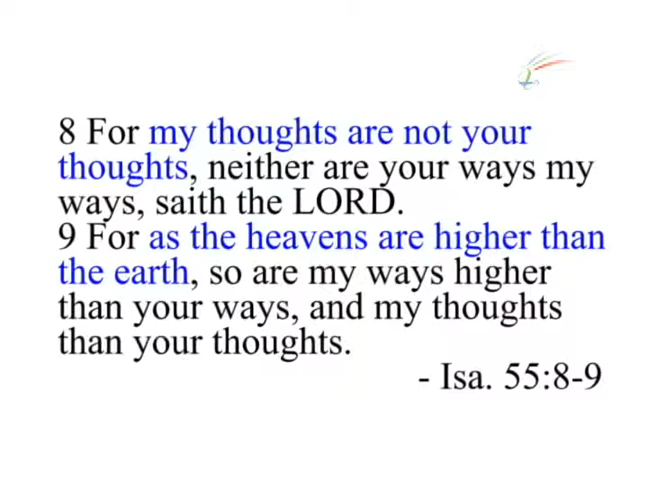 8 For my thoughts are not your
thoughts, neither are your ways my
ways, saith the LORD.
9 For as the heavens are higher than
the earth, so are my ways higher
than your ways, and my thoughts
than your thoughts.
- Isa. 55:8-9